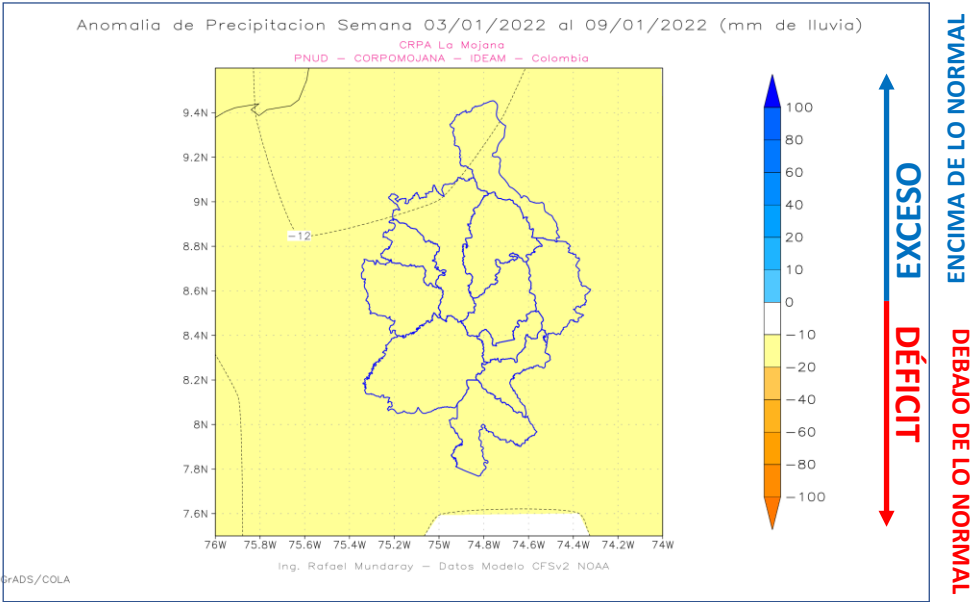 Anomalia de Precipitacion Semana 03/01/2022 al 09/01/2022 (mm de lluvia)
CRPA La Mojana
PNUD – CORPOMOJANA – IDEAM – Colombia
9.4N
9.2N
9N
8.8N
8.6N
8.4N
8.2N
8N
7.8N
7.6N
−12
76W 75.8W 75.6W 75.4W 75.2W 75W 74.8W 74.6W 74.4W 74.2W 74W
100
80
60
40
20
10
0
−10
−20
−40
−60
−80
−100
EXCESO
DÉFICIT
ENCIMA DE LO NORMAL
DEBAJO DE LO NORMAL
Ing. Rafael Mundaray – Datos Modelo CFSv2 NOAA
GrADS/COLA